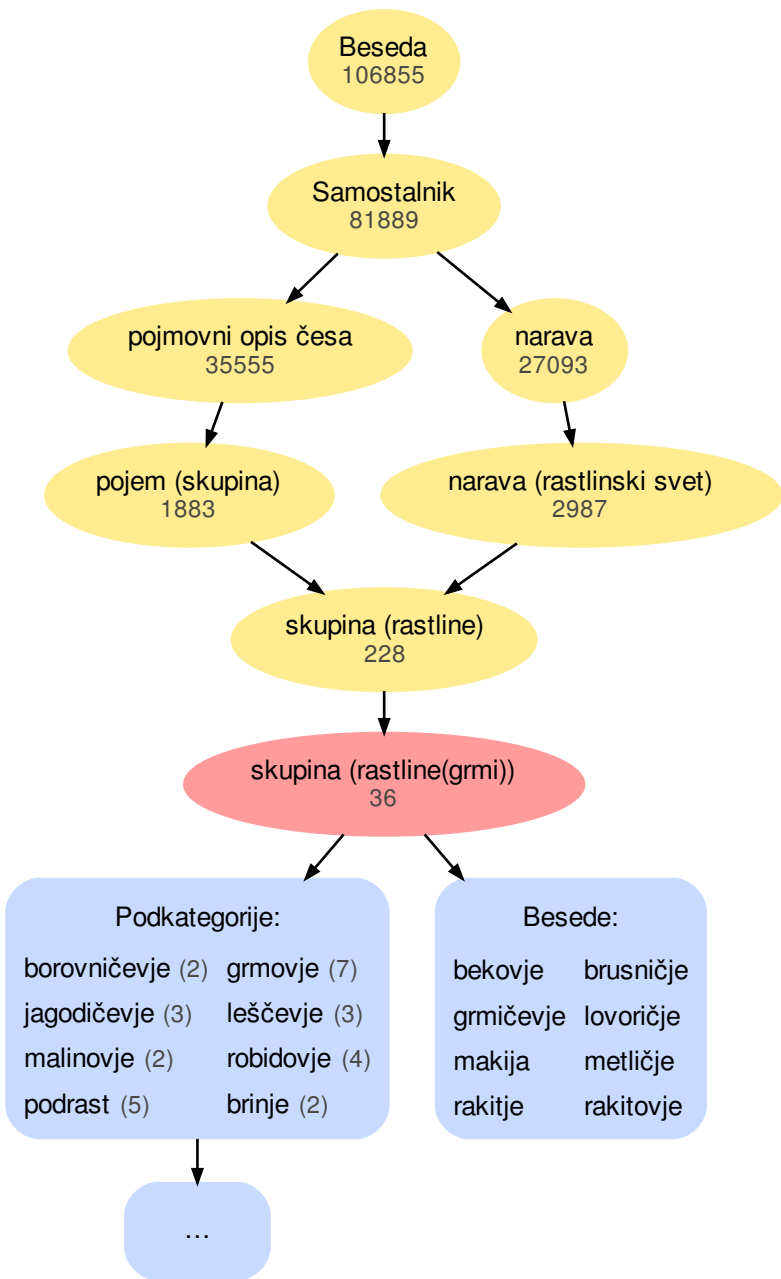 Beseda
106855
Samostalnik
81889
pojmovni opis česa
35555
narava
27093
pojem (skupina)
1883
narava (rastlinski svet)
2987
skupina (rastline)
228
skupina (rastline(grmi))
36
Podkategorije:
borovničevje (2) grmovje (7)
jagodičevje (3) leščevje (3)
malinovje (2) robidovje (4)
podrast (5) brinje (2)
Besede:
bekovje brusničje
grmičevje lovoričje
makija metličje
rakitje rakitovje
...